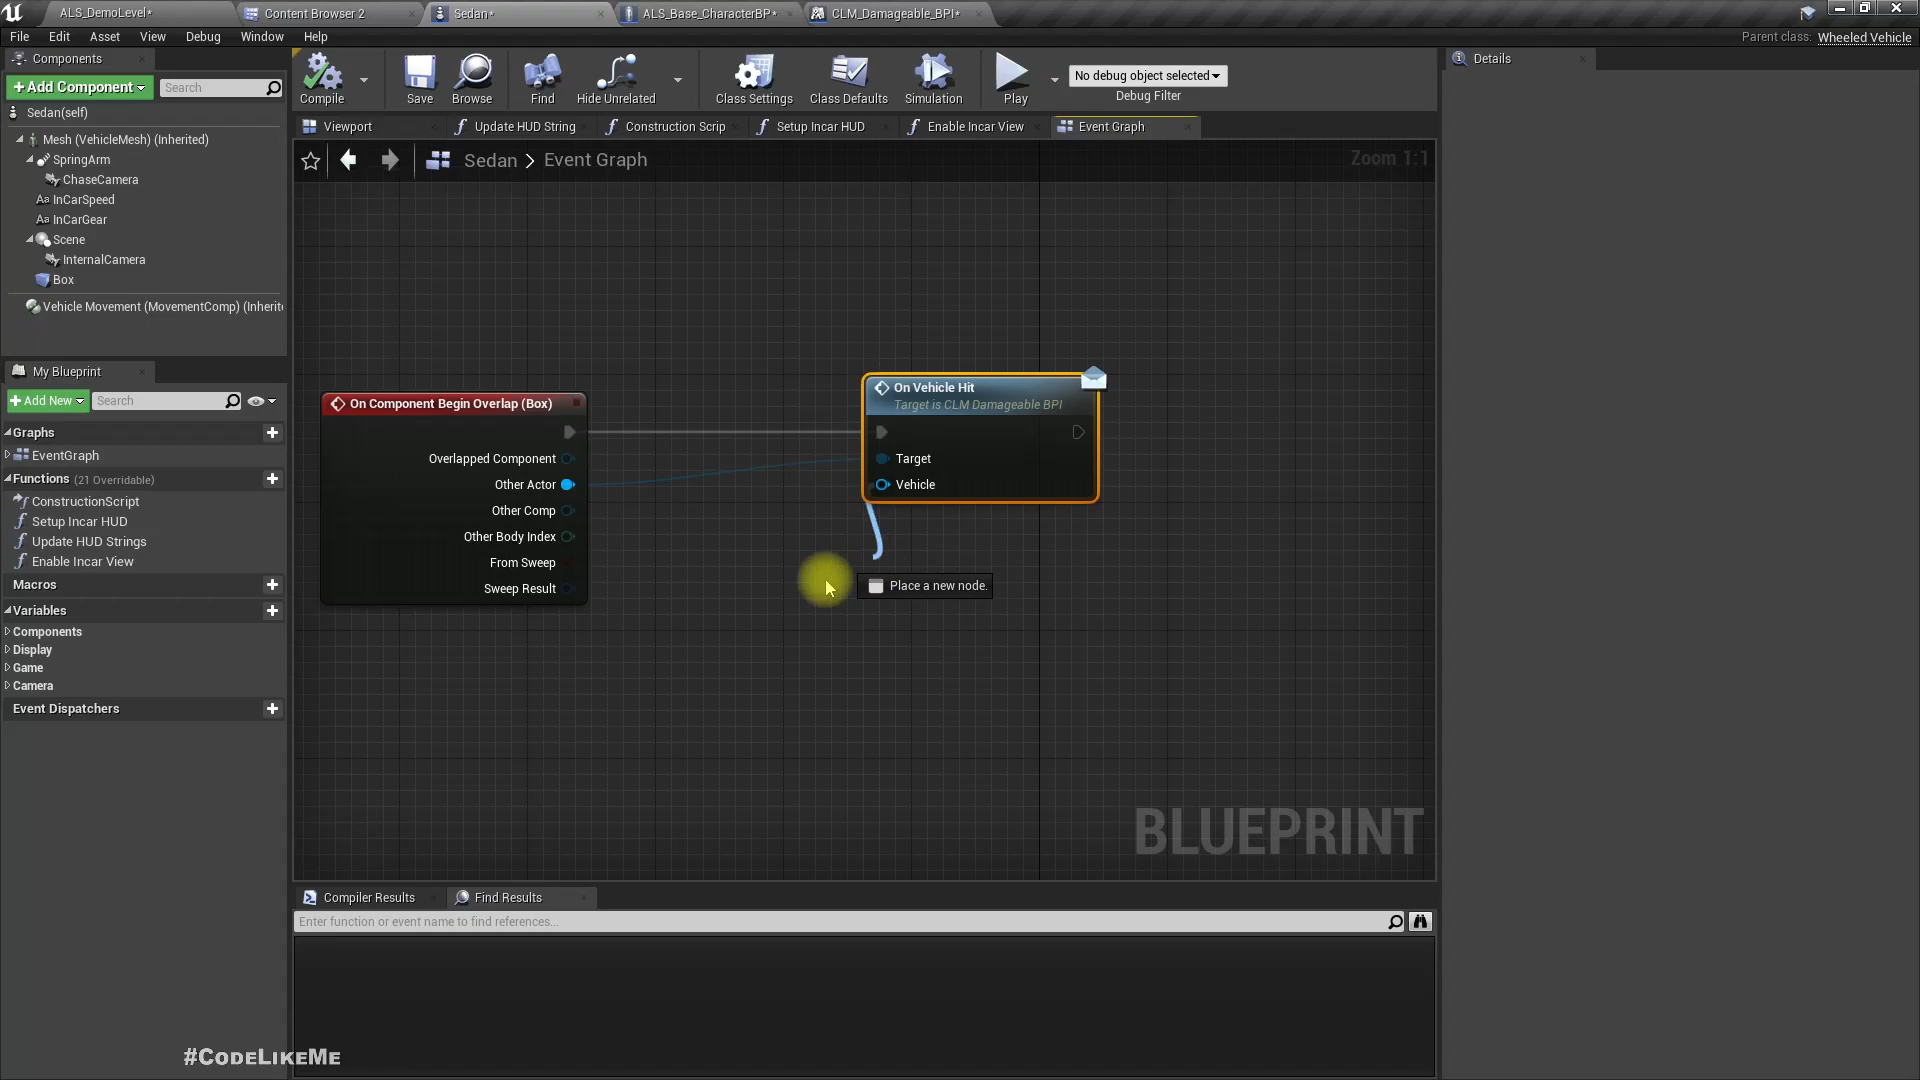 ALS_DemoLevel*
Content Browser 2
Sedan*
ALS_Base_CharacterBP*
CLM_Damageable_BPI*
File Edit Asset View Debug Window Help
Parent class: Wheeled Vehicle
Components
+Add Component
Search
Sedan(self)
Mesh (VehicleMesh) (Inherited)
SpringArm
ChaseCamera
InCarSpeed
InCarGear
Scene
InternalCamera
Box
Vehicle Movement (MovementComp) (Inherit
My Blueprint
+Add New
Search
Graphs
EventGraph
Functions (21 Overridable)
ConstructionScript
Setup Incar HUD
Update HUD Strings
Enable Incar View
Macros
Variables
Components
Display
Game
Camera
Event Dispatchers
Compile
Save
Browse
Find
Hide Unrelated
Class Settings
Class Defaults
Simulation
Play
No debug object selected
Debug Filter
Viewport
Update HUD String
Construction Scrip
Setup Incar HUD
Enable Incar View
Event Graph
Sedan > Event Graph
Zoom 1:1
On Component Begin Overlap (Box)
Overlapped Component
Other Actor
Other Comp
Other Body Index
From Sweep
Sweep Result
On Vehicle Hit
Target is CLM Damageable BPI
Target
Vehicle
Place a new node.
BLUEPRINT
Compiler Results
Find Results
Enter function or event name to find references...
Details
#CodeLikeMe